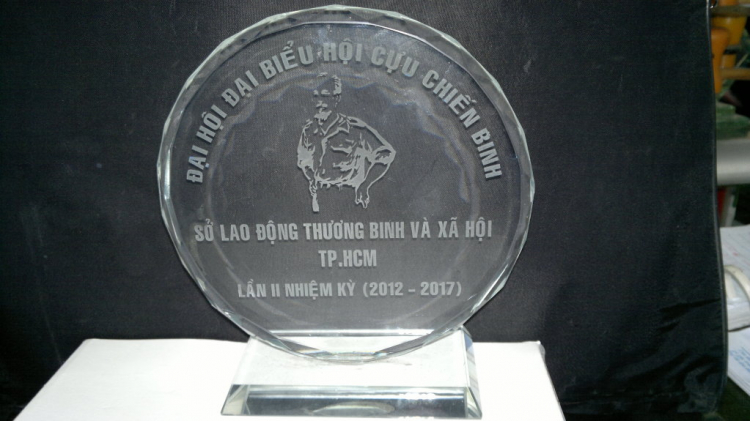 ĐẠI HỘI ĐẠI BIỂU HỘI CỰU CHIẾN BINH
SỞ LAO ĐỘNG THƯƠNG BINH VÀ XÃ HỘI
TP.HCM
LẦN II NHIỆM KỲ (2012 - 2017)